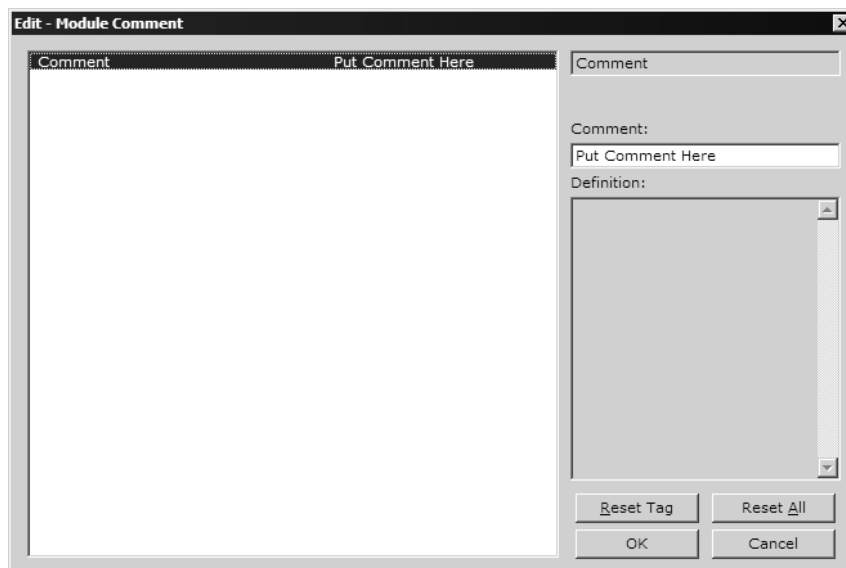 Edit - Module Comment
Comment Put Comment Here
Comment
Comment:
Put Comment Here
Definition:
Reset Tag Reset All
OK Cancel